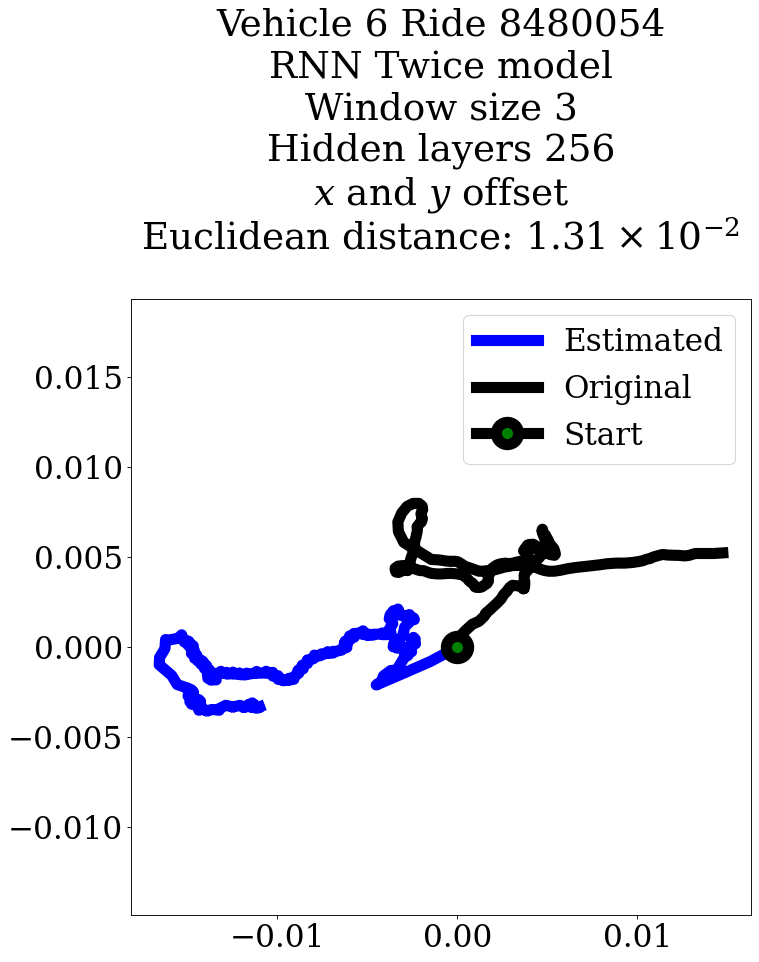 Vehicle 6 Ride 8480054
RNN Twice model
Window size 3
Hidden layers 256
x and y offset
Euclidean distance: 1.31 × 10⁻²
Estimated
Original
Start
0.015
0.010
0.005
0.000
−0.005
−0.010
−0.01
0.00
0.01